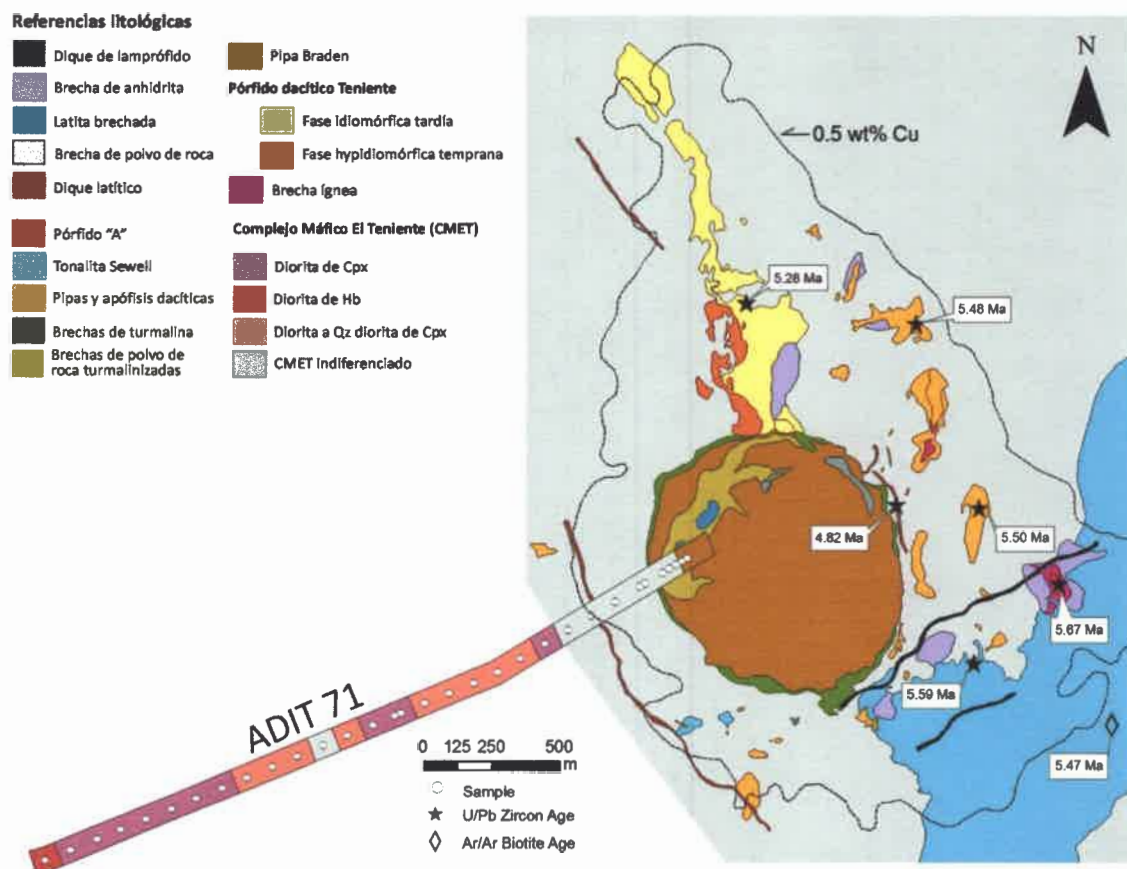 Referencias litológicas
Dique de lamprófido
Brecha de anhidrita
Latita brechada
Brecha de polvo de roca
Dique latítico
Pórfido "A"
Tonalita Sewell
Pipas y apófisis dacíticas
Brechas de turmalina
Brechas de polvo de
roca turmalinizadas
Pipa Braden
Pórfido dacítico Teniente
Fase idiomórfica tardía
Fase hypidiomórfica temprana
Brecha ígnea
Complejo Máfico El Teniente (CMET)
Diorita de Cpx
Diorita de Hb
Diorita a Qz diorita de Cpx
CMET indiferenciado
N
0.5 wt% Cu
5.28 Ma
5.48 Ma
4.82 Ma
5.50 Ma
5.67 Ma
5.59 Ma
5.47 Ma
ADIT 71
0 125 250 500
m
Sample
U/Pb Zircon Age
Ar/Ar Biotite Age